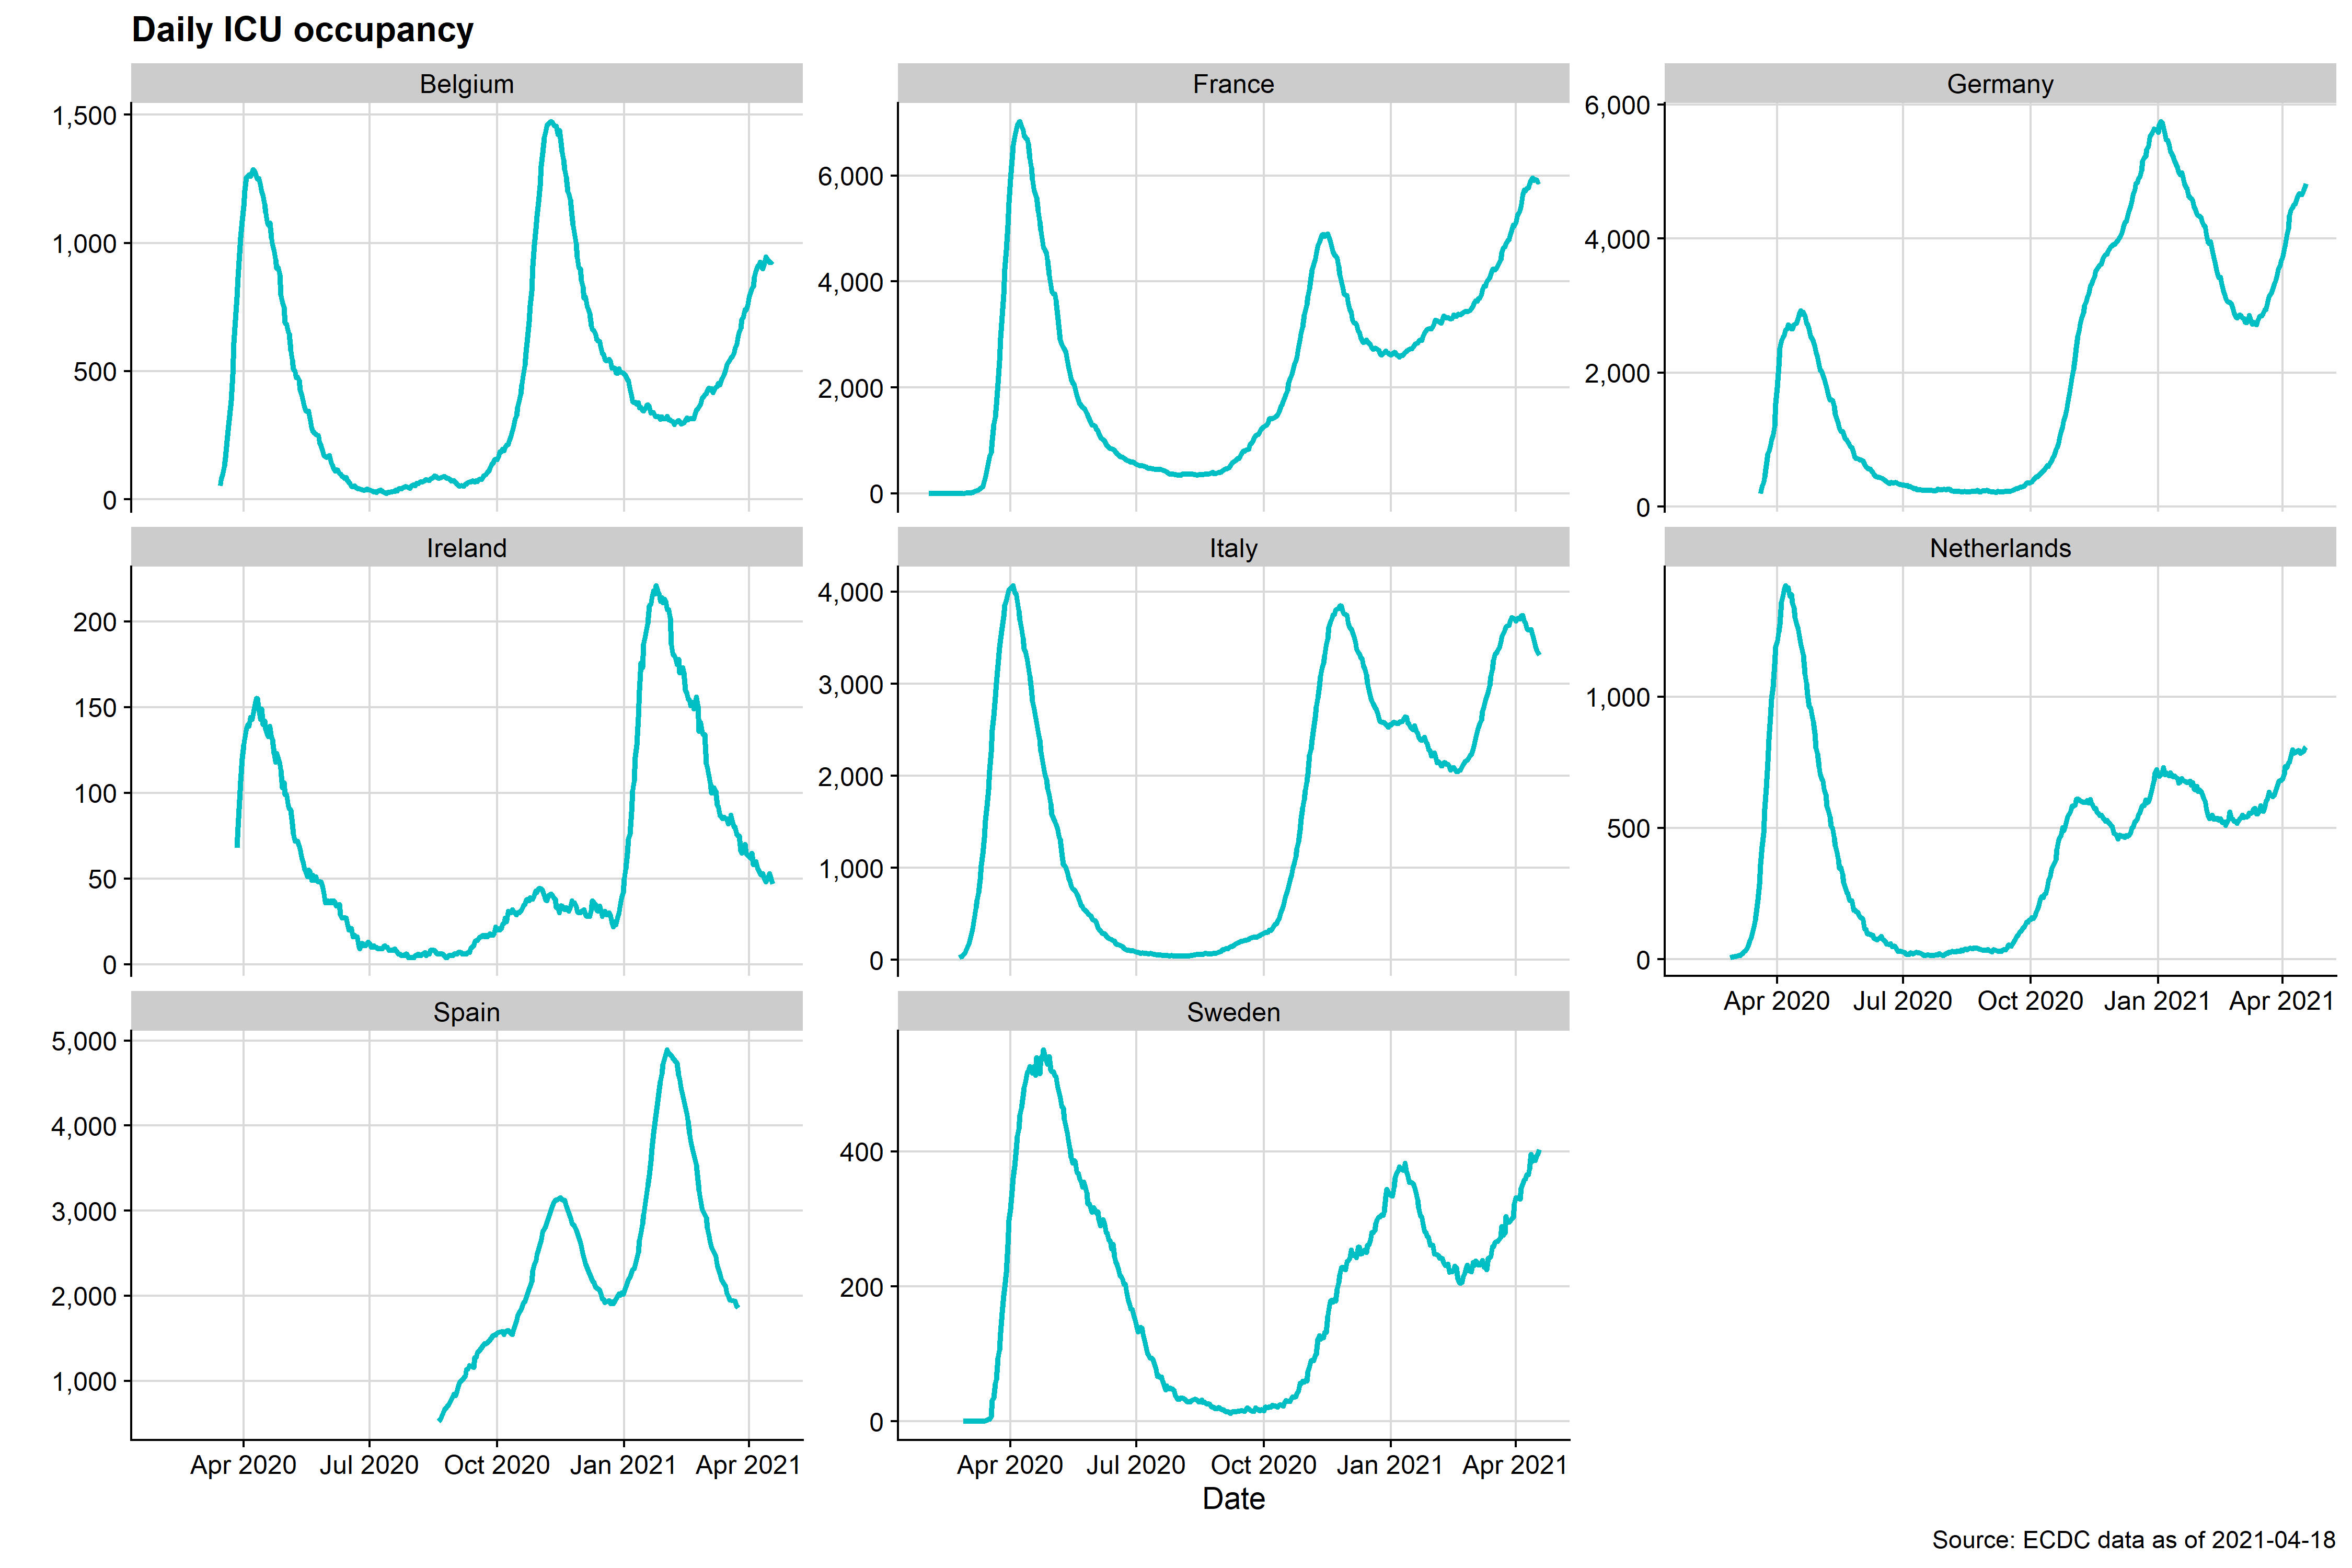 Daily ICU occupancy
Belgium
1,500
1,000
500
0
France
6,000
4,000
2,000
0
Germany
6,000
4,000
2,000
0
Ireland
200
150
100
50
0
Italy
4,000
3,000
2,000
1,000
0
Netherlands
1,000
500
0
Apr 2020 Jul 2020 Oct 2020 Jan 2021 Apr 2021
Spain
5,000
4,000
3,000
2,000
1,000
Apr 2020 Jul 2020 Oct 2020 Jan 2021 Apr 2021
Sweden
400
200
0
Apr 2020 Jul 2020 Oct 2020 Jan 2021 Apr 2021
Date
Source: ECDC data as of 2021-04-18